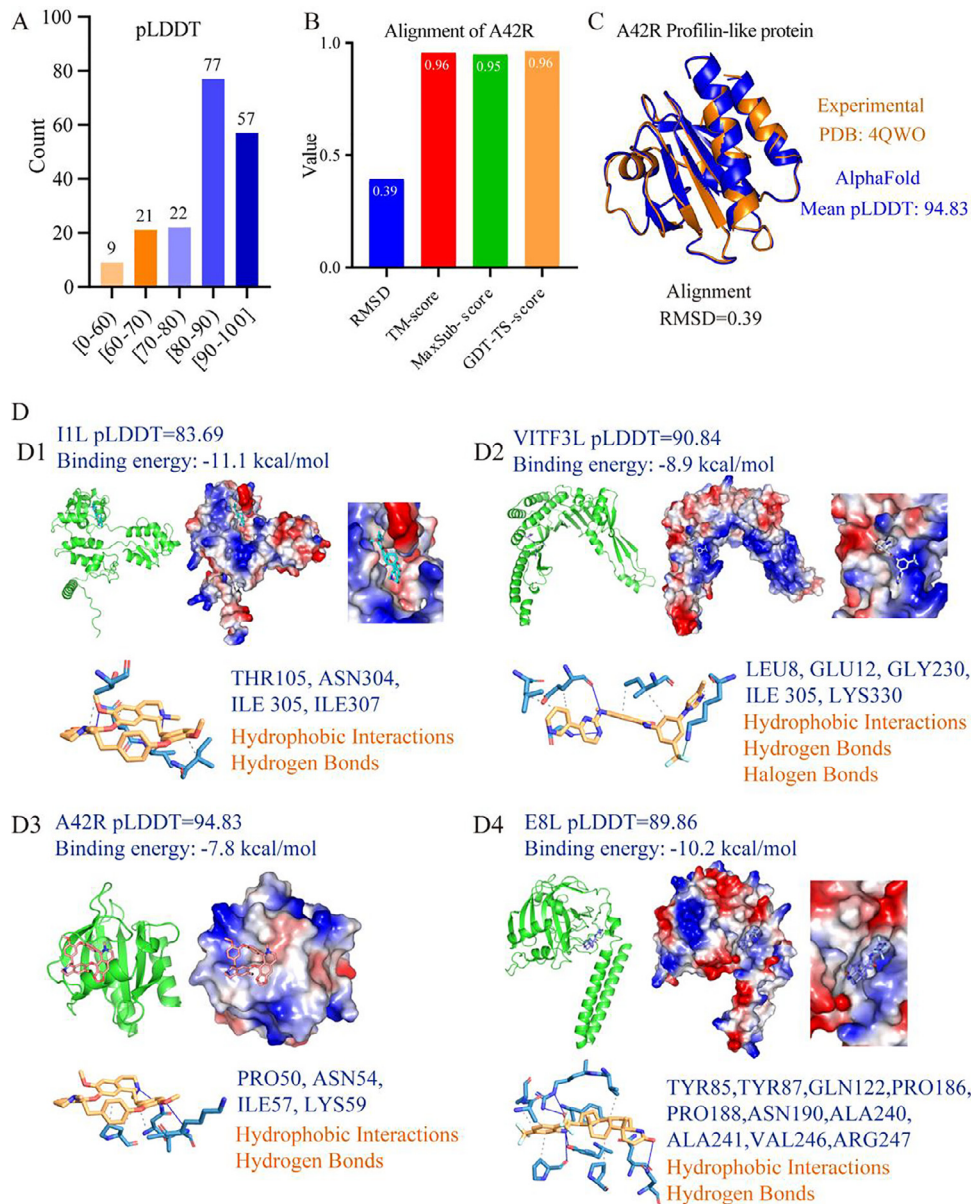 A
pLDDT
Count
100
80
60
40
20
0
9
21
22
77
57
[0-60)
[60-70)
[70-80)
[80-90)
[90-100]
B
Alignment of A42R
Value
1.0
0.5
0.0
0.39
0.96
0.95
0.96
RMSD
TM-score
MaxSub-score
GDT-TS-score
C
A42R Profilin-like protein
Experimental
PDB: 4QWO
AlphaFold
Mean pLDDT: 94.83
Alignment
RMSD=0.39
D
D1
I1L pLDDT=83.69
Binding energy: -11.1 kcal/mol
THR105, ASN304,
ILE 305, ILE307
Hydrophobic Interactions
Hydrogen Bonds
D2
VITF3L pLDDT=90.84
Binding energy: -8.9 kcal/mol
LEU8, GLU12, GLY230,
ILE 305, LYS330
Hydrophobic Interactions
Hydrogen Bonds
Halogen Bonds
D3
A42R pLDDT=94.83
Binding energy: -7.8 kcal/mol
PRO50, ASN54,
ILE57, LYS59
Hydrophobic Interactions
Hydrogen Bonds
D4
E8L pLDDT=89.86
Binding energy: -10.2 kcal/mol
TYR85,TYR87,GLN122,PRO186,
PRO188,ASN190,ALA240,
ALA241,VAL246,ARG247
Hydrophobic Interactions
Hydrogen Bonds